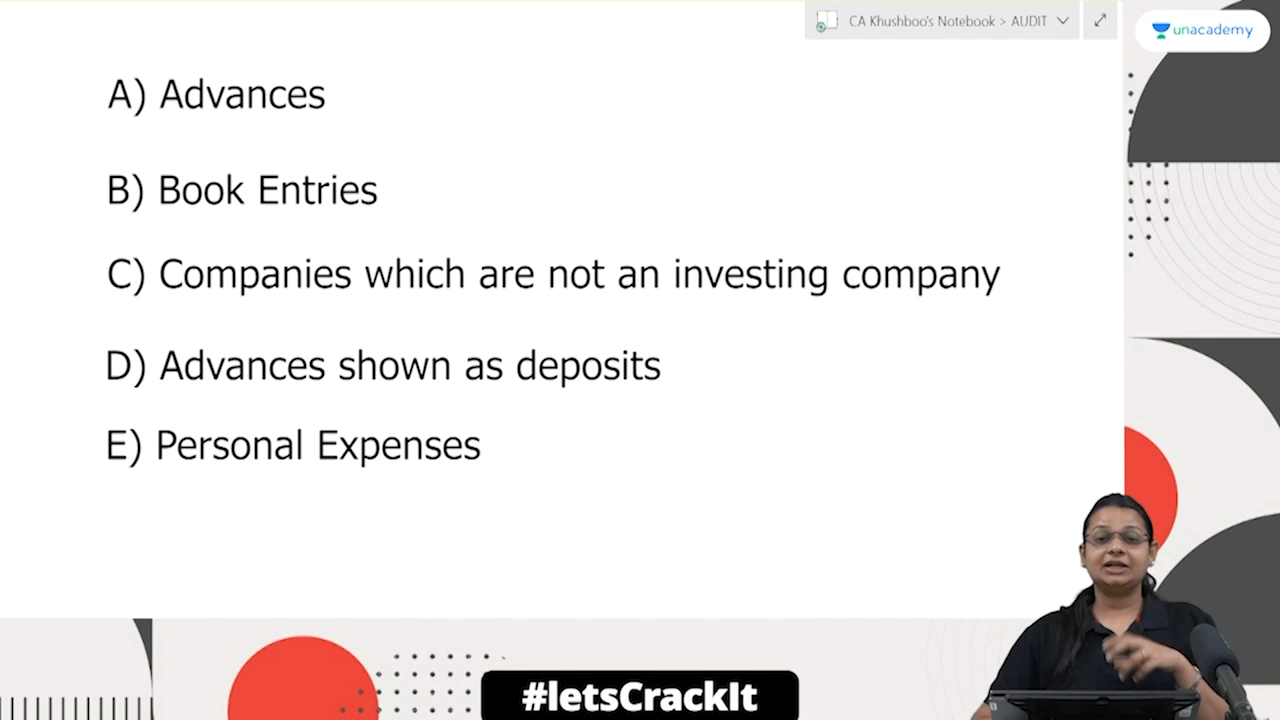 CA Khushboo's Notebook > AUDIT
unacademy
A) Advances
B) Book Entries
C) Companies which are not an investing company
D) Advances shown as deposits
E) Personal Expenses
#letsCrackIt